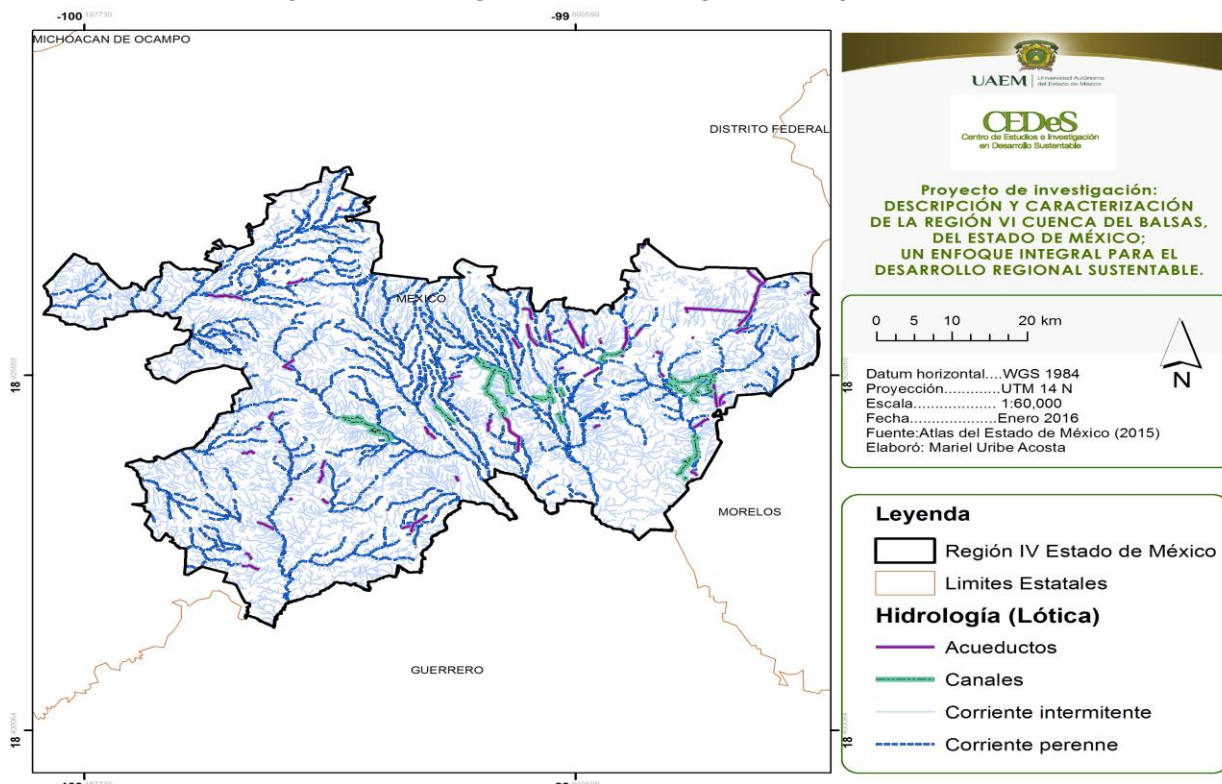 -100
-99
MICHOACAN DE OCAMPO
DISTRITO FEDERAL
MEXICO
MORELOS
GUERRERO
18
18
18
18
-100
-99
UAEM | Universidad Autónoma
del Estado de México
CEDeS
Centro de Estudios e Investigación
en Desarrollo Sustentable
Proyecto de investigación:
DESCRIPCIÓN Y CARACTERIZACIÓN
DE LA REGIÓN VI CUENCA DEL BALSAS,
DEL ESTADO DE MÉXICO;
UN ENFOQUE INTEGRAL PARA EL
DESARROLLO REGIONAL SUSTENTABLE.
0 5 10 20 km
N
Datum horizontal....WGS 1984
Proyección............UTM 14 N
Escala................... 1:60,000
Fecha....................Enero 2016
Fuente:Atlas del Estado de México (2015)
Elaboró: Mariel Uribe Acosta
Leyenda
Región IV Estado de México
Limites Estatales
Hidrología (Lótica)
Acueductos
Canales
Corriente intermitente
Corriente perenne